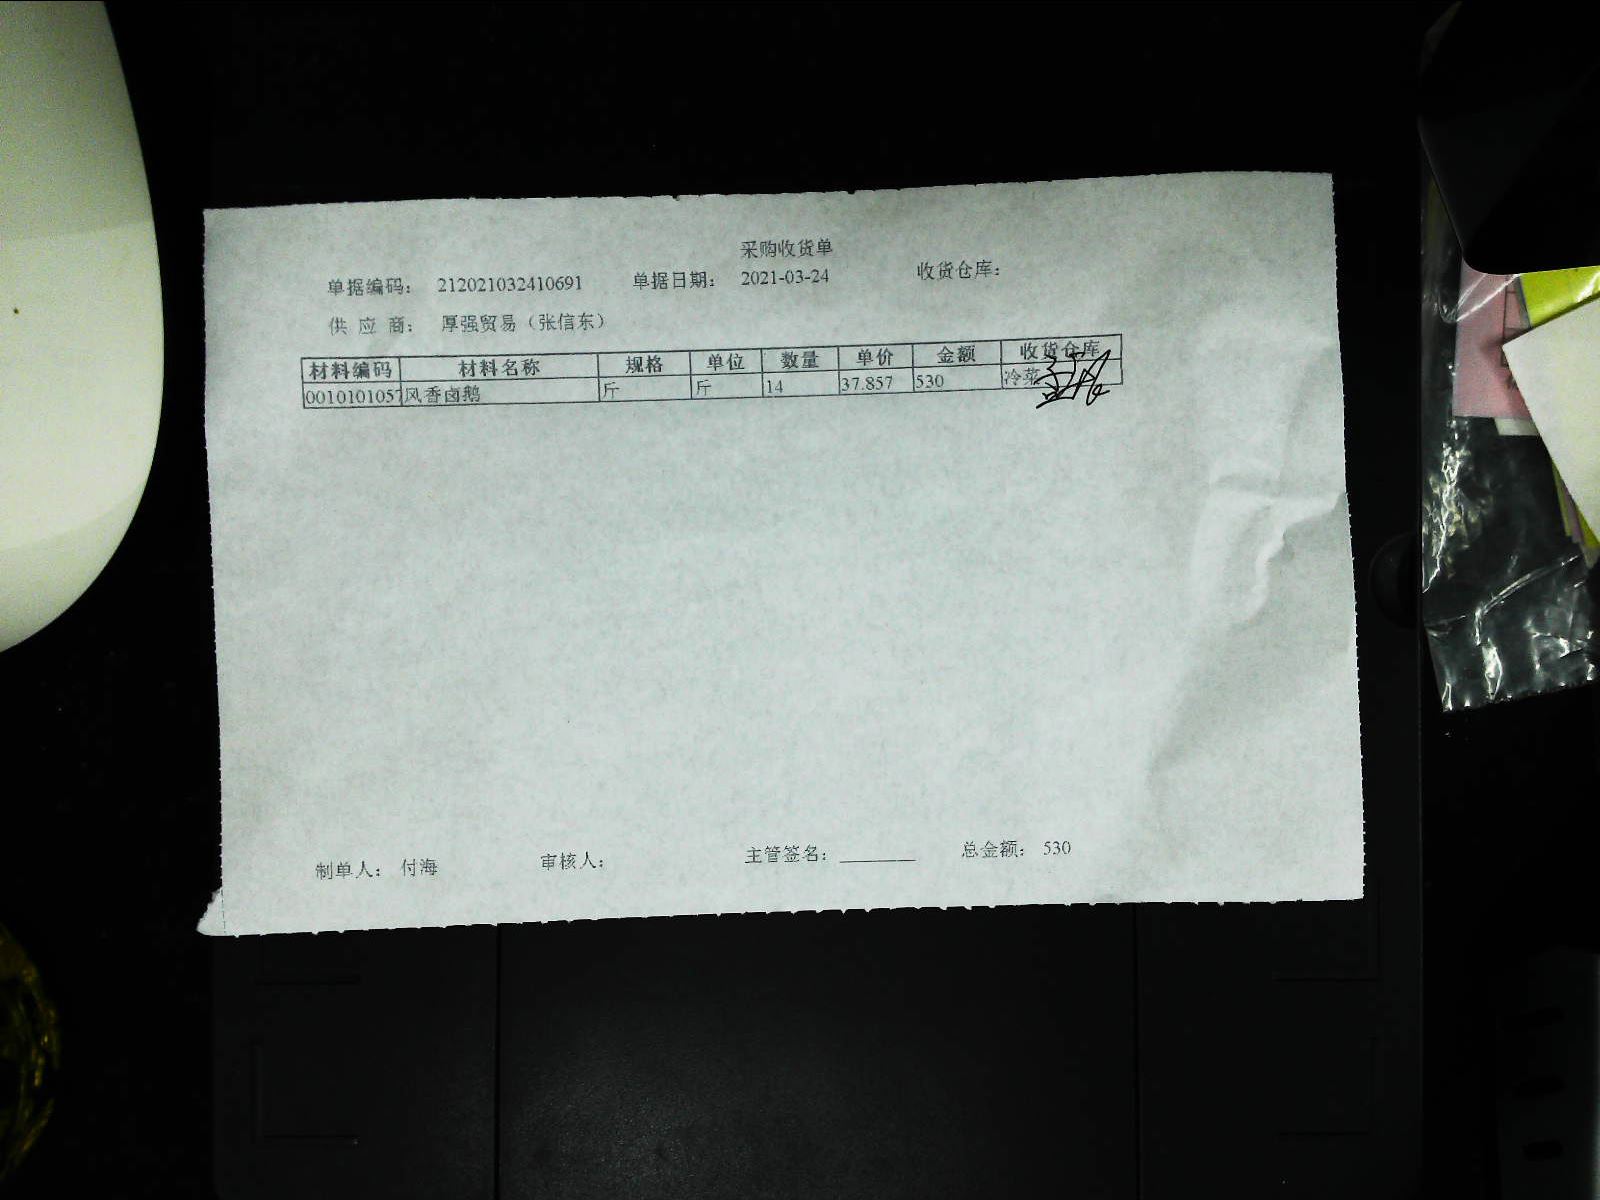 采购收货单
单据编码： 212021032410691 单据日期： 2021-03-24 收货仓库：
供 应 商： 厚强贸易（张信东）
材料编码 材料名称 规格 单位 数量 单价 金额 收货仓库
0010101057 风香卤鹅 斤 斤 14 37.857 530 冷菜
制单人： 付海 审核人： 主管签名：________ 总金额： 530